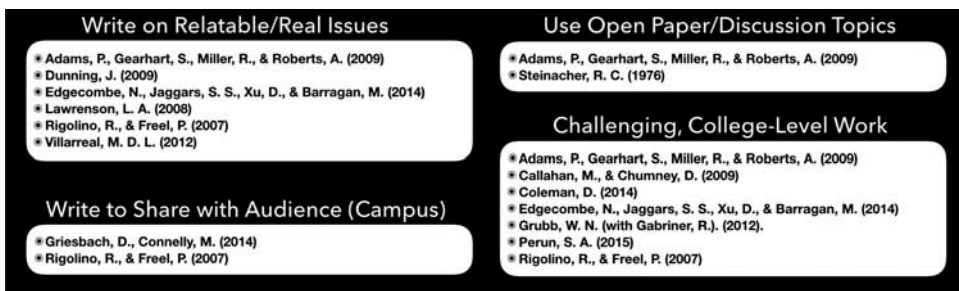 Write on Relatable/Real Issues
Adams, P., Gearhart, S., Miller, R., & Roberts, A. (2009)
Dunning, J. (2009)
Edgecombe, N., Jaggars, S. S., Xu, D., & Barragan, M. (2014)
Lawrenson, L. A. (2008)
Rigolino, R., & Freel, P. (2007)
Villarreal, M. D. L. (2012)
Write to Share with Audience (Campus)
Griesbach, D., Connelly, M. (2014)
Rigolino, R., & Freel, P. (2007)
Use Open Paper/Discussion Topics
Adams, P., Gearhart, S., Miller, R., & Roberts, A. (2009)
Steinacher, R. C. (1976)
Challenging, College-Level Work
Adams, P., Gearhart, S., Miller, R., & Roberts, A. (2009)
Callahan, M., & Chumney, D. (2009)
Coleman, D. (2014)
Edgecombe, N., Jaggars, S. S., Xu, D., & Barragan, M. (2014)
Grubb, W. N. (with Gabriner, R.). (2012).
Perun, S. A. (2015)
Rigolino, R., & Freel, P. (2007)